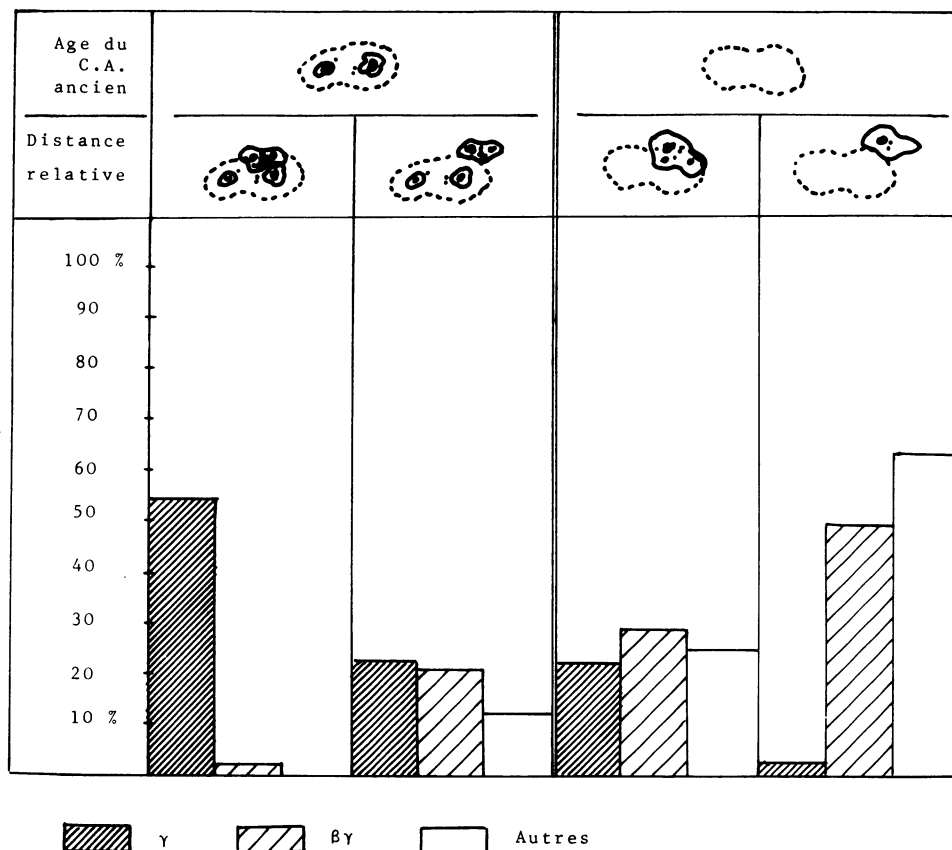 Age du
C.A.
ancien
Distance
relative
100 %
90
80
70
60
50
40
30
20
10 %
γ
βγ
Autres